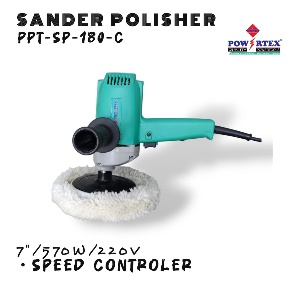 SANDER POLISHER
PPT-SP-180-C
POWERTEX
7"/570W/220V
· SPEED CONTROLER